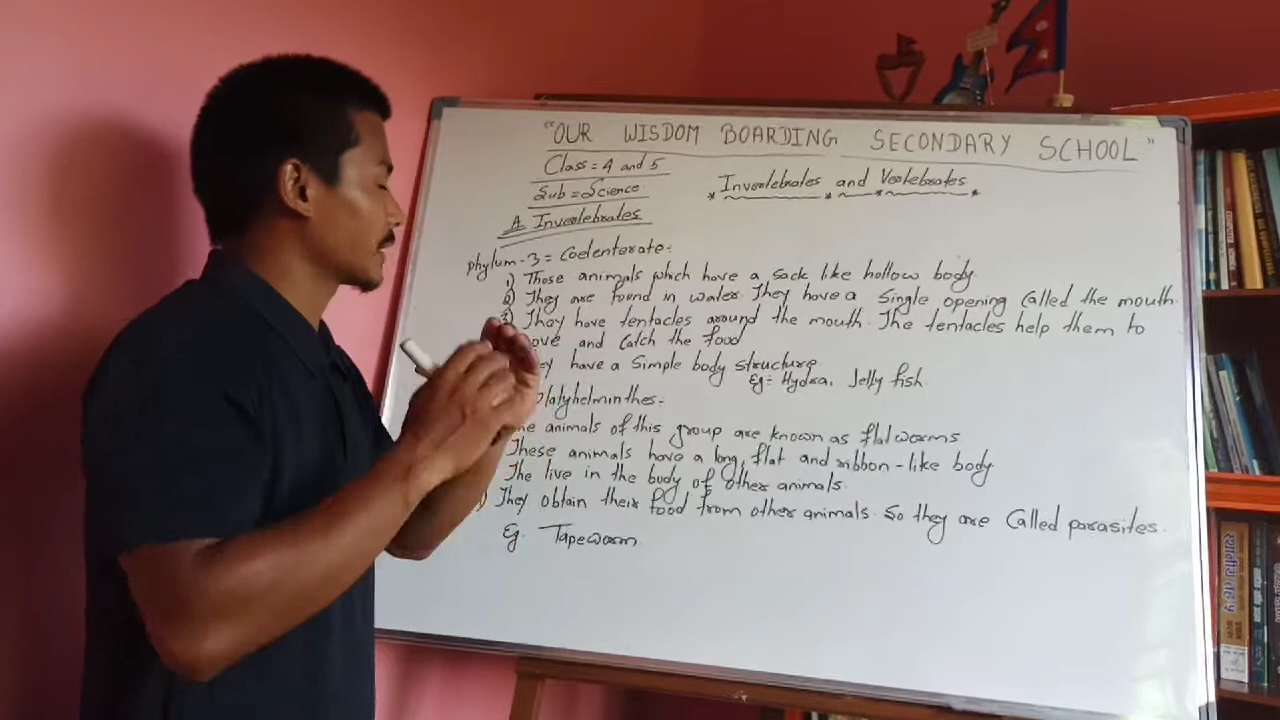 "OUR WISDOM BOARDING SECONDARY SCHOOL"
Class = 4 and 5
Sub = Science
Invertebrates and Vertebrates
A Invertebrates
phylum-3 = Coelenterate:
1) Those animals which have a sack like hollow body.
2) They are found in water. They have a Single opening Called the mouth.
3) They have tentacles around the mouth. The tentacles help them to
ove and Catch the food
ey have a Simple body structure
Eg= Hydra, Jelly fish.
platyhelminthes:-
he animals of this group are known as flatworms
These animals have a long, flat and ribbon-like body
The live in the body of other animals.
) They obtain their food from other animals. So they are Called parasites.
Eg. Tapeworm